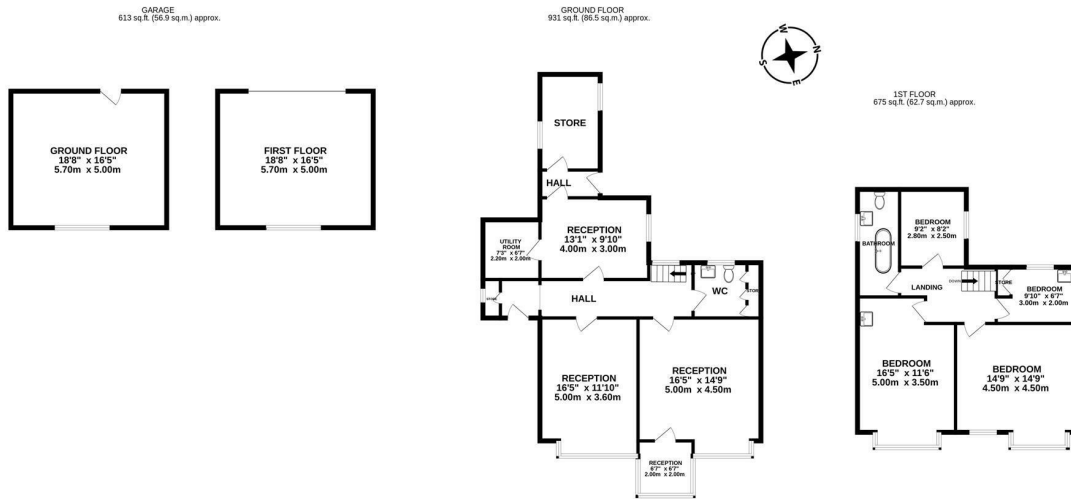 GARAGE
613 sq.ft. (56.9 sq.m.) approx.
GROUND FLOOR
18'8" x 16'5"
5.70m x 5.00m
FIRST FLOOR
18'8" x 16'5"
5.70m x 5.00m
GROUND FLOOR
931 sq.ft. (86.5 sq.m.) approx.
W
N
S
E
STORE
HALL
RECEPTION
13'1" x 9'10"
4.00m x 3.00m
UTILITY
ROOM
7'3" x 6'7"
2.20m x 2.00m
STORE
HALL
WC
STORE
RECEPTION
16'5" x 11'10"
5.00m x 3.60m
RECEPTION
16'5" x 14'9"
5.00m x 4.50m
RECEPTION
6'7" x 6'7"
2.00m x 2.00m
1ST FLOOR
675 sq.ft. (62.7 sq.m.) approx.
BATHROOM
BEDROOM
9'2" x 8'2"
2.80m x 2.50m
LANDING
DOWN
STORE
BEDROOM
9'10" x 6'7"
3.00m x 2.00m
BEDROOM
16'5" x 11'6"
5.00m x 3.50m
BEDROOM
14'9" x 14'9"
4.50m x 4.50m